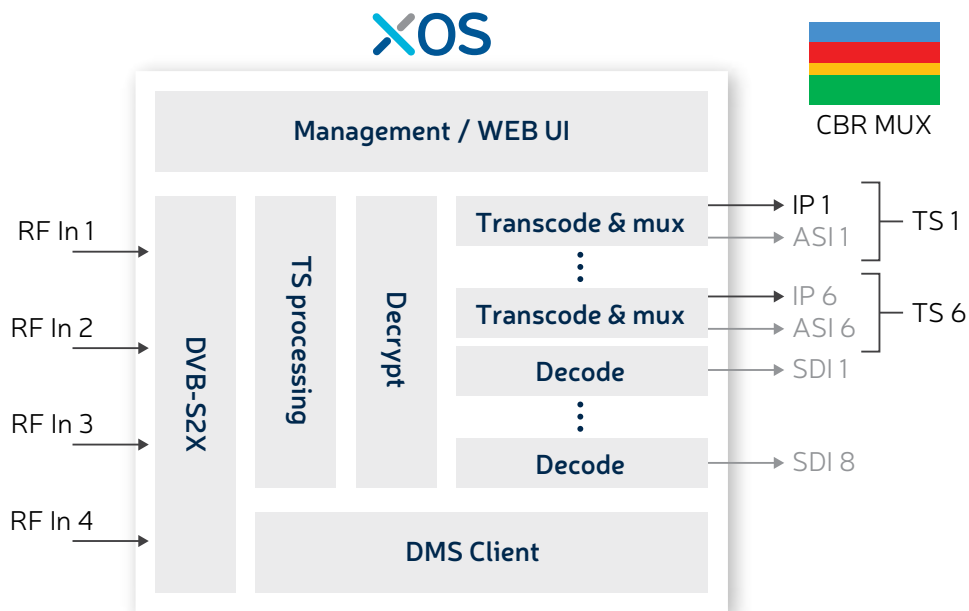 XOS
CBR MUX
Management / WEB UI
RF In 1
RF In 2
RF In 3
RF In 4
DVB-S2X
TS processing
Decrypt
Transcode & mux
Transcode & mux
Decode
Decode
DMS Client
IP 1
ASI 1
TS 1
IP 6
ASI 6
TS 6
SDI 1
SDI 8